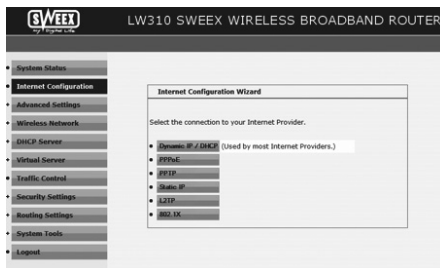 SWEEX
My Digital Life
LW310 SWEEX WIRELESS BROADBAND ROUTER
System Status
Internet Configuration
Advanced Settings
Wireless Network
DHCP Server
Virtual Server
Traffic Control
Security Settings
Routing Settings
System Tools
Logout
Internet Configuration Wizard
Select the connection to your Internet Provider.
Dynamic IP / DHCP (Used by most Internet Providers.)
PPPoE
PPTP
Static IP
L2TP
802.1X